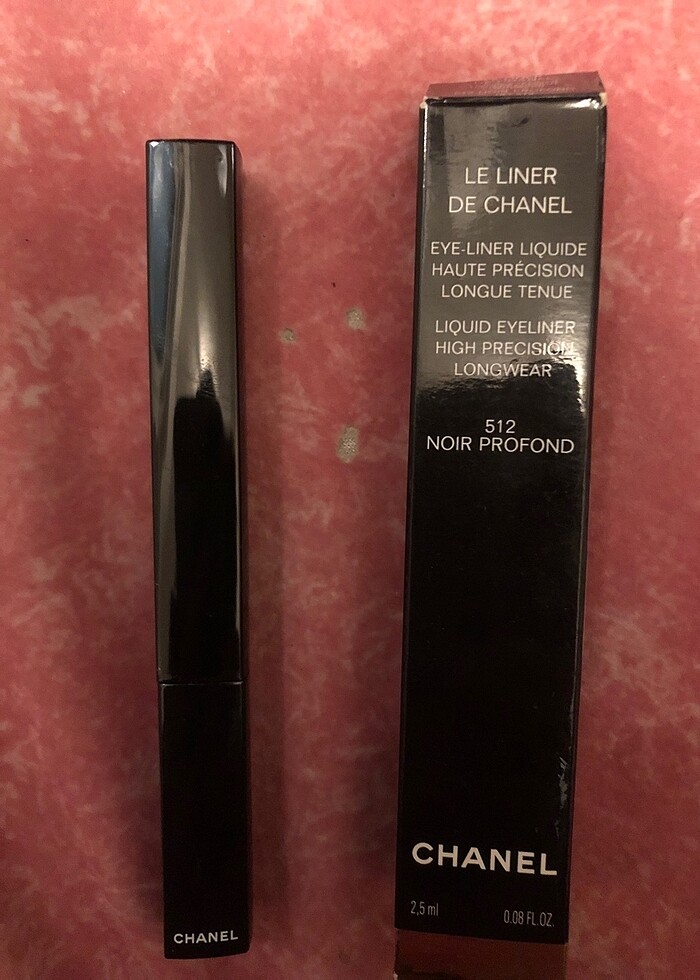 LE LINER
DE CHANEL
EYE-LINER LIQUIDE
HAUTE PRÉCISION
LONGUE TENUE
LIQUID EYELINER
HIGH PRECISION
LONGWEAR
512
NOIR PROFOND
CHANEL
2,5 ml 0.08 FL.OZ.
CHANEL